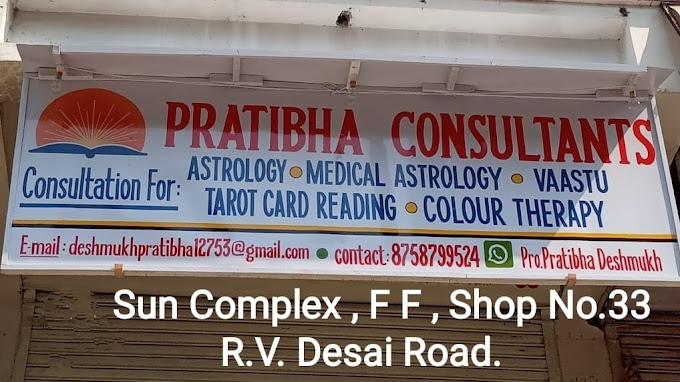 PRATIBHA CONSULTANTS
Consultation For: ASTROLOGY • MEDICAL ASTROLOGY • VAASTU
TAROT CARD READING • COLOUR THERAPY
E-mail : deshmukhpratibha12753@gmail.com • contact: 8758799524 Pro.Pratibha Deshmukh
Sun Complex , F F , Shop No.33
R.V. Desai Road.